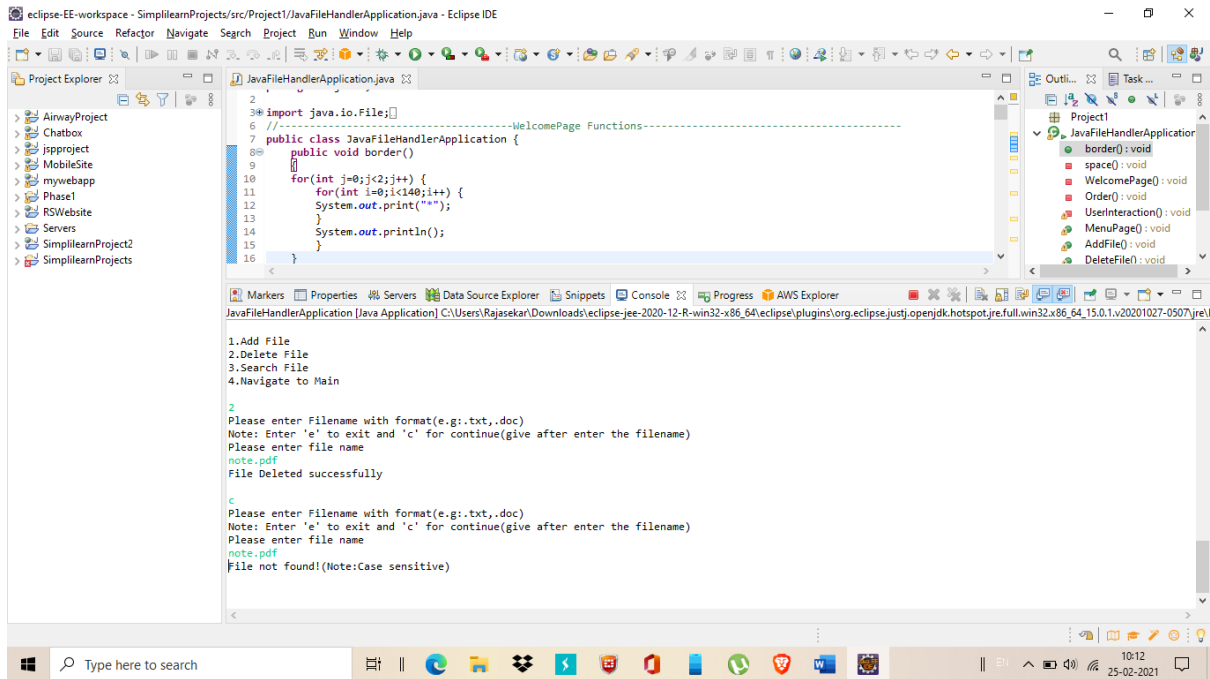 eclipse-EE-workspace - SimplilearnProjects/src/Project1/JavaFileHandlerApplication.java - Eclipse IDE
File Edit Source Refactor Navigate Search Project Run Window Help
Project Explorer
AirwayProject
Chatbox
jspproject
MobileSite
mywebapp
Phase1
RSWebsite
Servers
SimplilearnProject2
SimplilearnProjects
JavaFileHandlerApplication.java
2
3 import java.io.File;
6 //--------------------------------------WelcomePage Functions------------------------------------------
7 public class JavaFileHandlerApplication {
8 public void border()
9 {
10 for(int j=0;j<2;j++) {
11 for(int i=0;i<140;i++) {
12 System.out.print("*");
13 }
14 System.out.println();
15 }
16 }
Outli... Task ...
Project1
JavaFileHandlerApplication
border() : void
space() : void
WelcomePage() : void
Order() : void
UserInteraction() : void
MenuPage() : void
AddFile() : void
DeleteFile() : void
Markers Properties Servers Data Source Explorer Snippets Console Progress AWS Explorer
JavaFileHandlerApplication [Java Application] C:\Users\Rajasekar\Downloads\eclipse-jee-2020-12-R-win32-x86_64\eclipse\plugins\org.eclipse.justj.openjdk.hotspot.jre.full.win32.x86_64_15.0.1.v20201027-0507\jre\
1.Add File
2.Delete File
3.Search File
4.Navigate to Main
2
Please enter Filename with format(e.g:.txt,.doc)
Note: Enter 'e' to exit and 'c' for continue(give after enter the filename)
Please enter file name
note.pdf
File Deleted successfully
c
Please enter Filename with format(e.g:.txt,.doc)
Note: Enter 'e' to exit and 'c' for continue(give after enter the filename)
Please enter file name
note.pdf
File not found!(Note:Case sensitive)
Type here to search
EN
10:12
25-02-2021